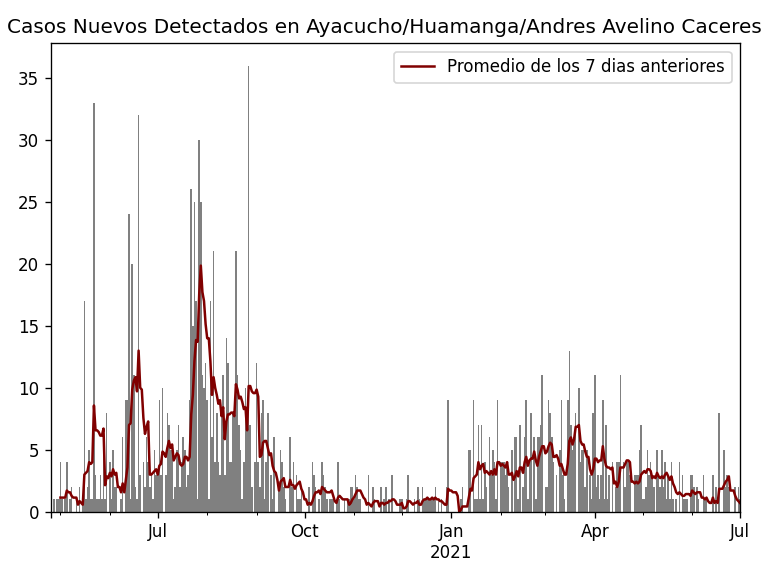 Casos Nuevos Detectados en Ayacucho/Huamanga/Andres Avelino Caceres
Promedio de los 7 dias anteriores
35
30
25
20
15
10
5
0
Jul
Oct
Jan
Apr
Jul
2021